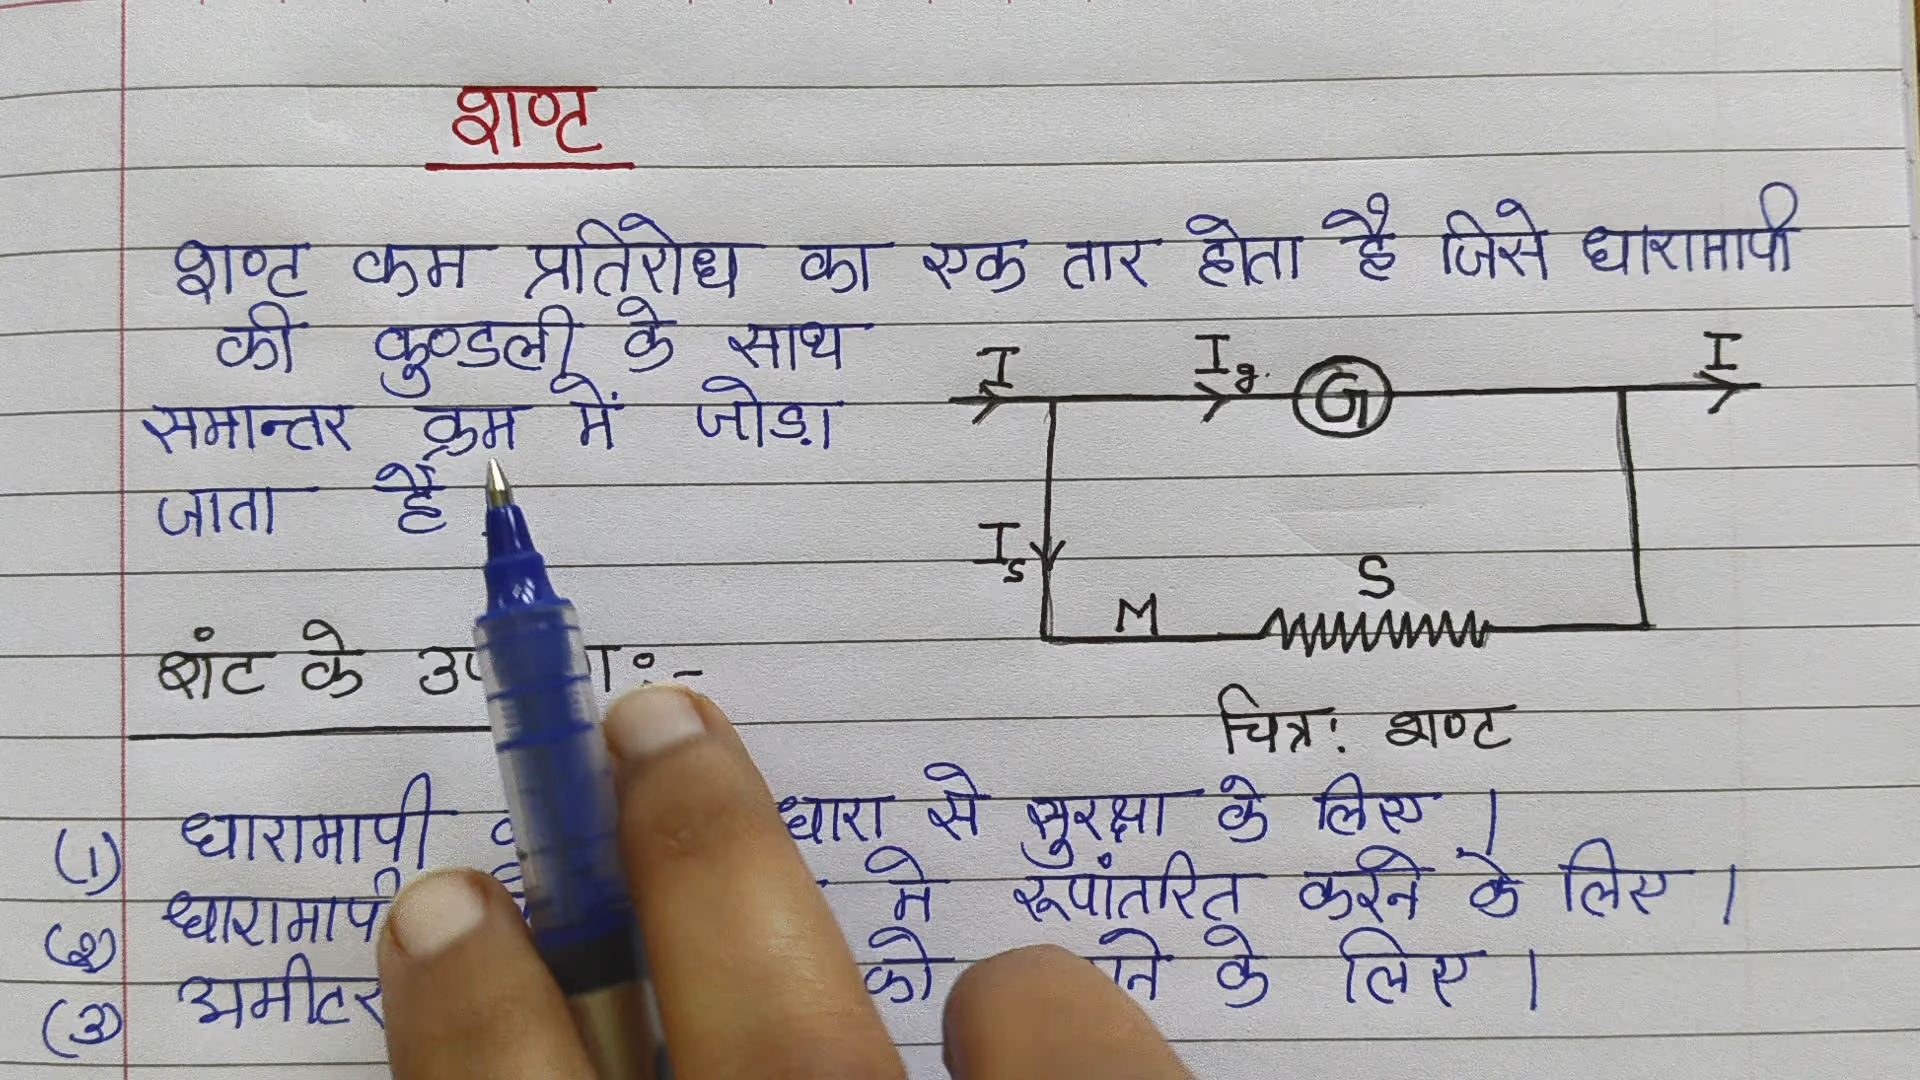 शण्ट
शण्ट कम प्रतिरोध का एक तार होता है जिसे धारामापी
की कुण्डली के साथ
समान्तर क्रम में जोड़ा
जाता है
I Ig G I
Is
M S
चित्र: शण्ट
शंट के :-
(1) धारामापी धारा से सुरक्षा के लिए ।
(2) धारामापी मे रूपांतरित करने के लिए ।
(3) अमीटर को के लिए ।